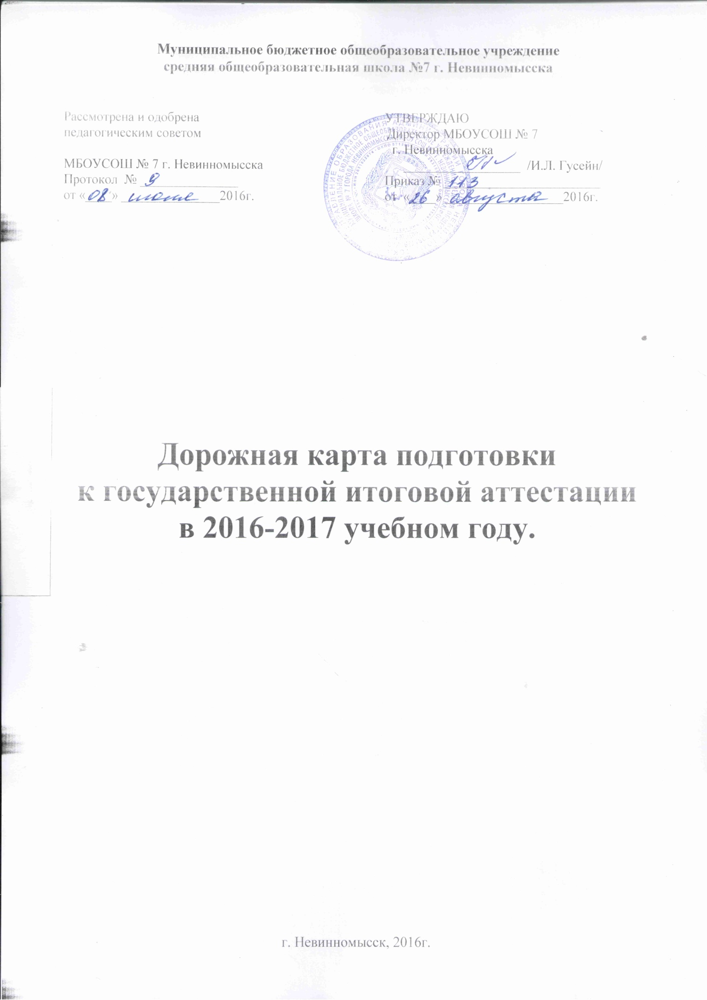 Муниципальное бюджетное общеобразовательное учреждение
средняя общеобразовательная школа №7 г. Невинномысска
Рассмотрена и одобрена
педагогическим советом
МБОУСОШ № 7 г. Невинномысска
Протокол № 9
от «08» июня 2016г.
УТВЕРЖДАЮ
Директор МБОУСОШ № 7
г. Невинномысска
/И.Л. Гусейн/
Приказ № 113
от «26» августа 2016г.
Дорожная карта подготовки
к государственной итоговой аттестации
в 2016-2017 учебном году.
г. Невинномысск, 2016г.